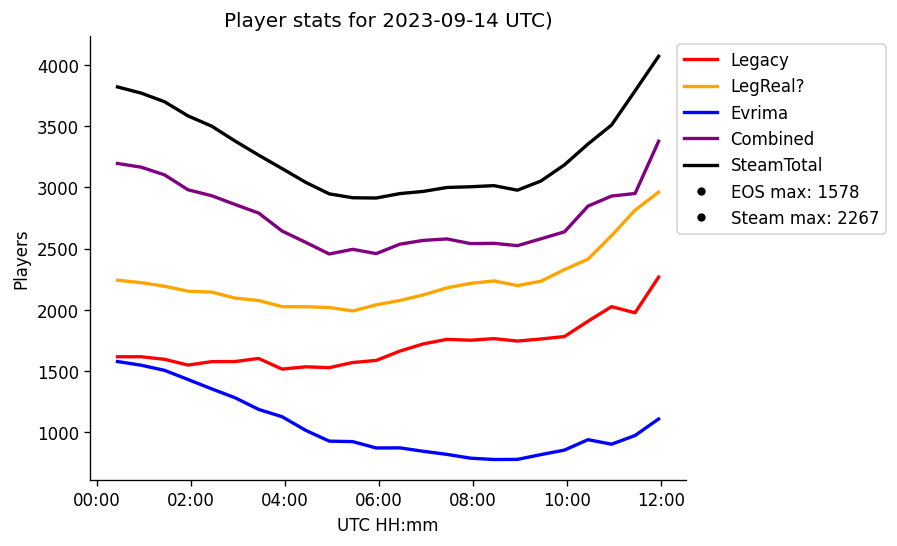 Player stats for 2023-09-14 UTC)
4000
3500
3000
2500
2000
1500
1000
Players
00:00 02:00 04:00 06:00 08:00 10:00 12:00
UTC HH:mm
Legacy
LegReal?
Evrima
Combined
SteamTotal
EOS max: 1578
Steam max: 2267